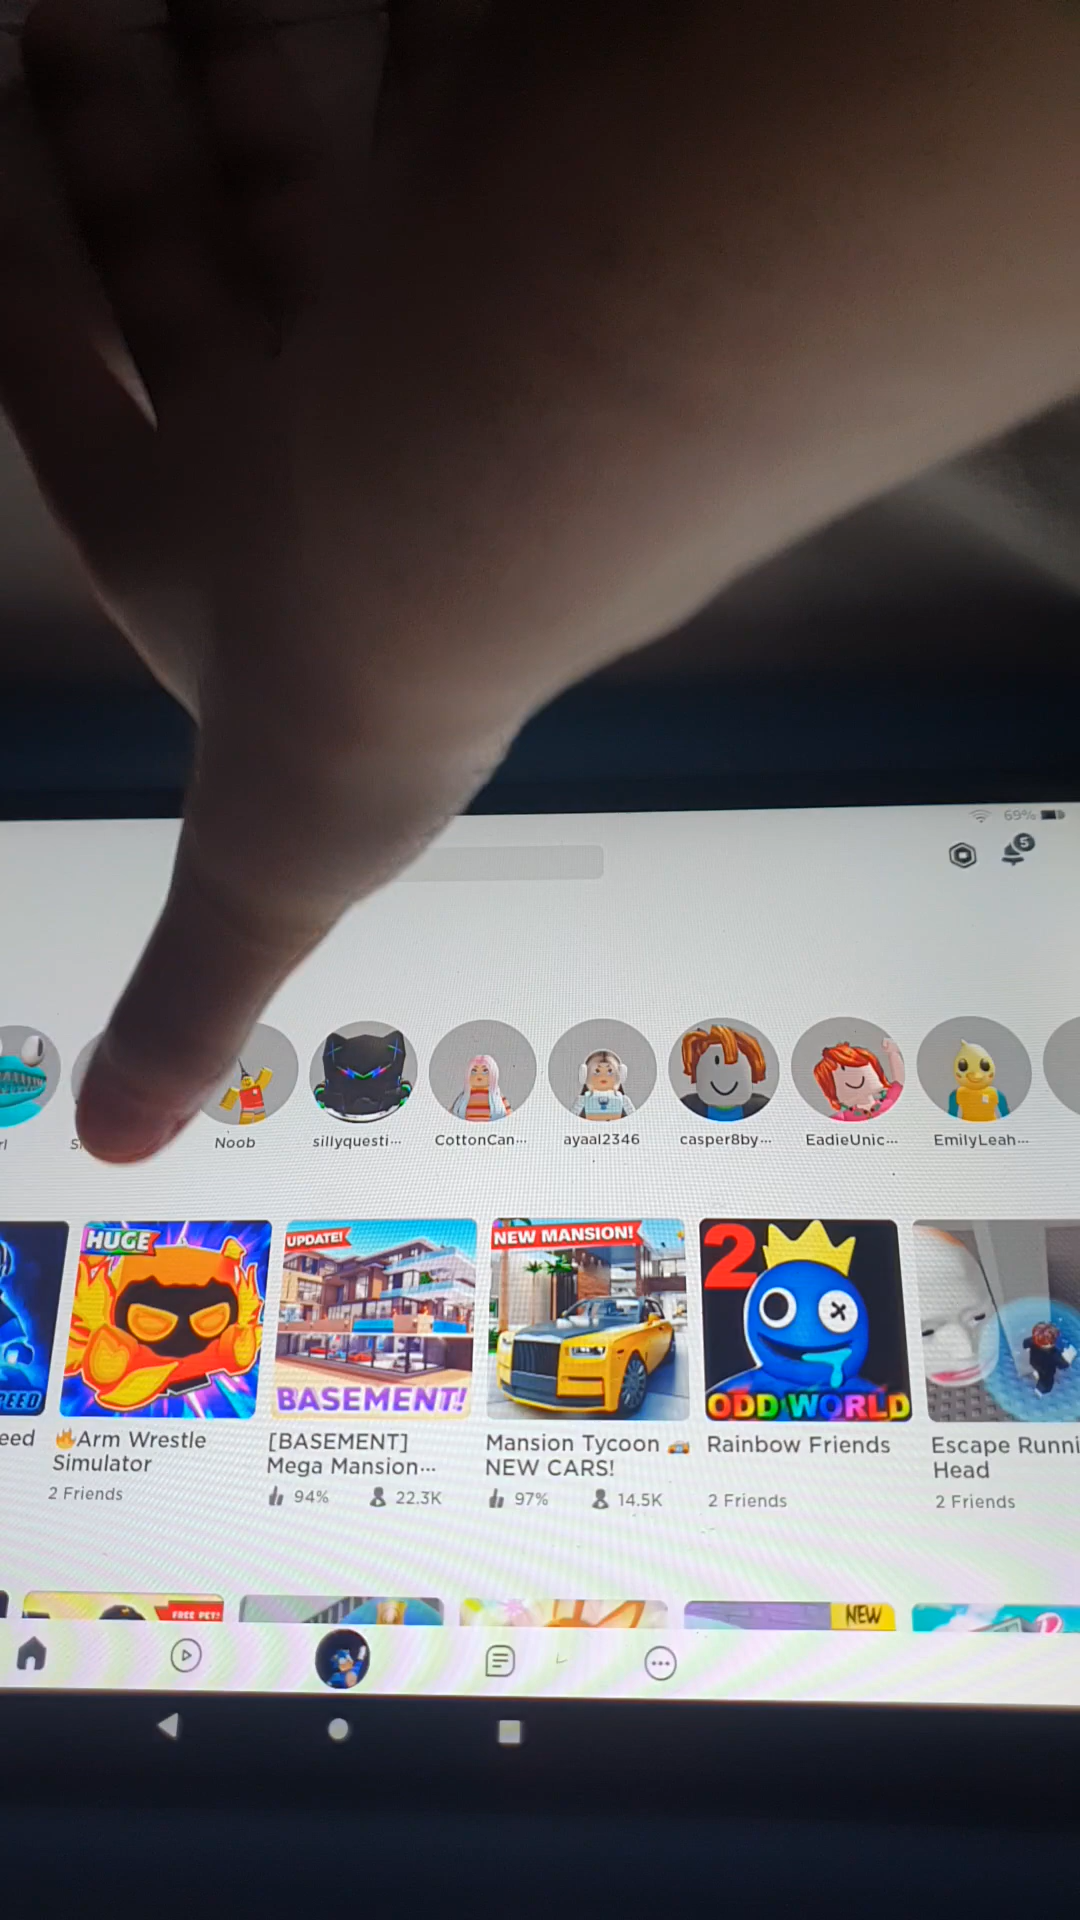 69%
5
rl
Noob
sillyquesti...
CottonCan...
ayaal2346
casper8by...
EadieUnic...
EmilyLeah...
HUGE
UPDATE!
BASEMENT!
NEW MANSION!
2
ODD WORLD
EED
eed
🔥Arm Wrestle
Simulator
2 Friends
[BASEMENT]
Mega Mansion...
94% 22.3K
Mansion Tycoon 🚗
NEW CARS!
97% 14.5K
Rainbow Friends
2 Friends
Escape Runni
Head
2 Friends
FREE PET!
NEW